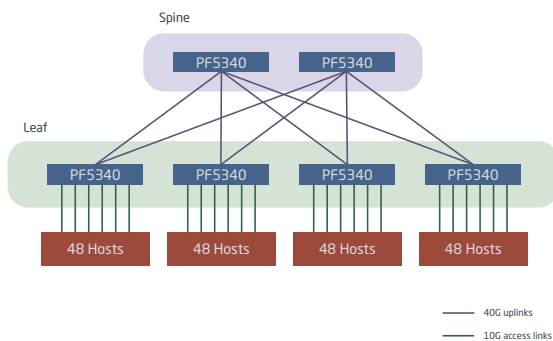 Spine
PF5340 PF5340
Leaf
PF5340 PF5340 PF5340 PF5340
48 Hosts 48 Hosts 48 Hosts 48 Hosts
40G uplinks
10G access links